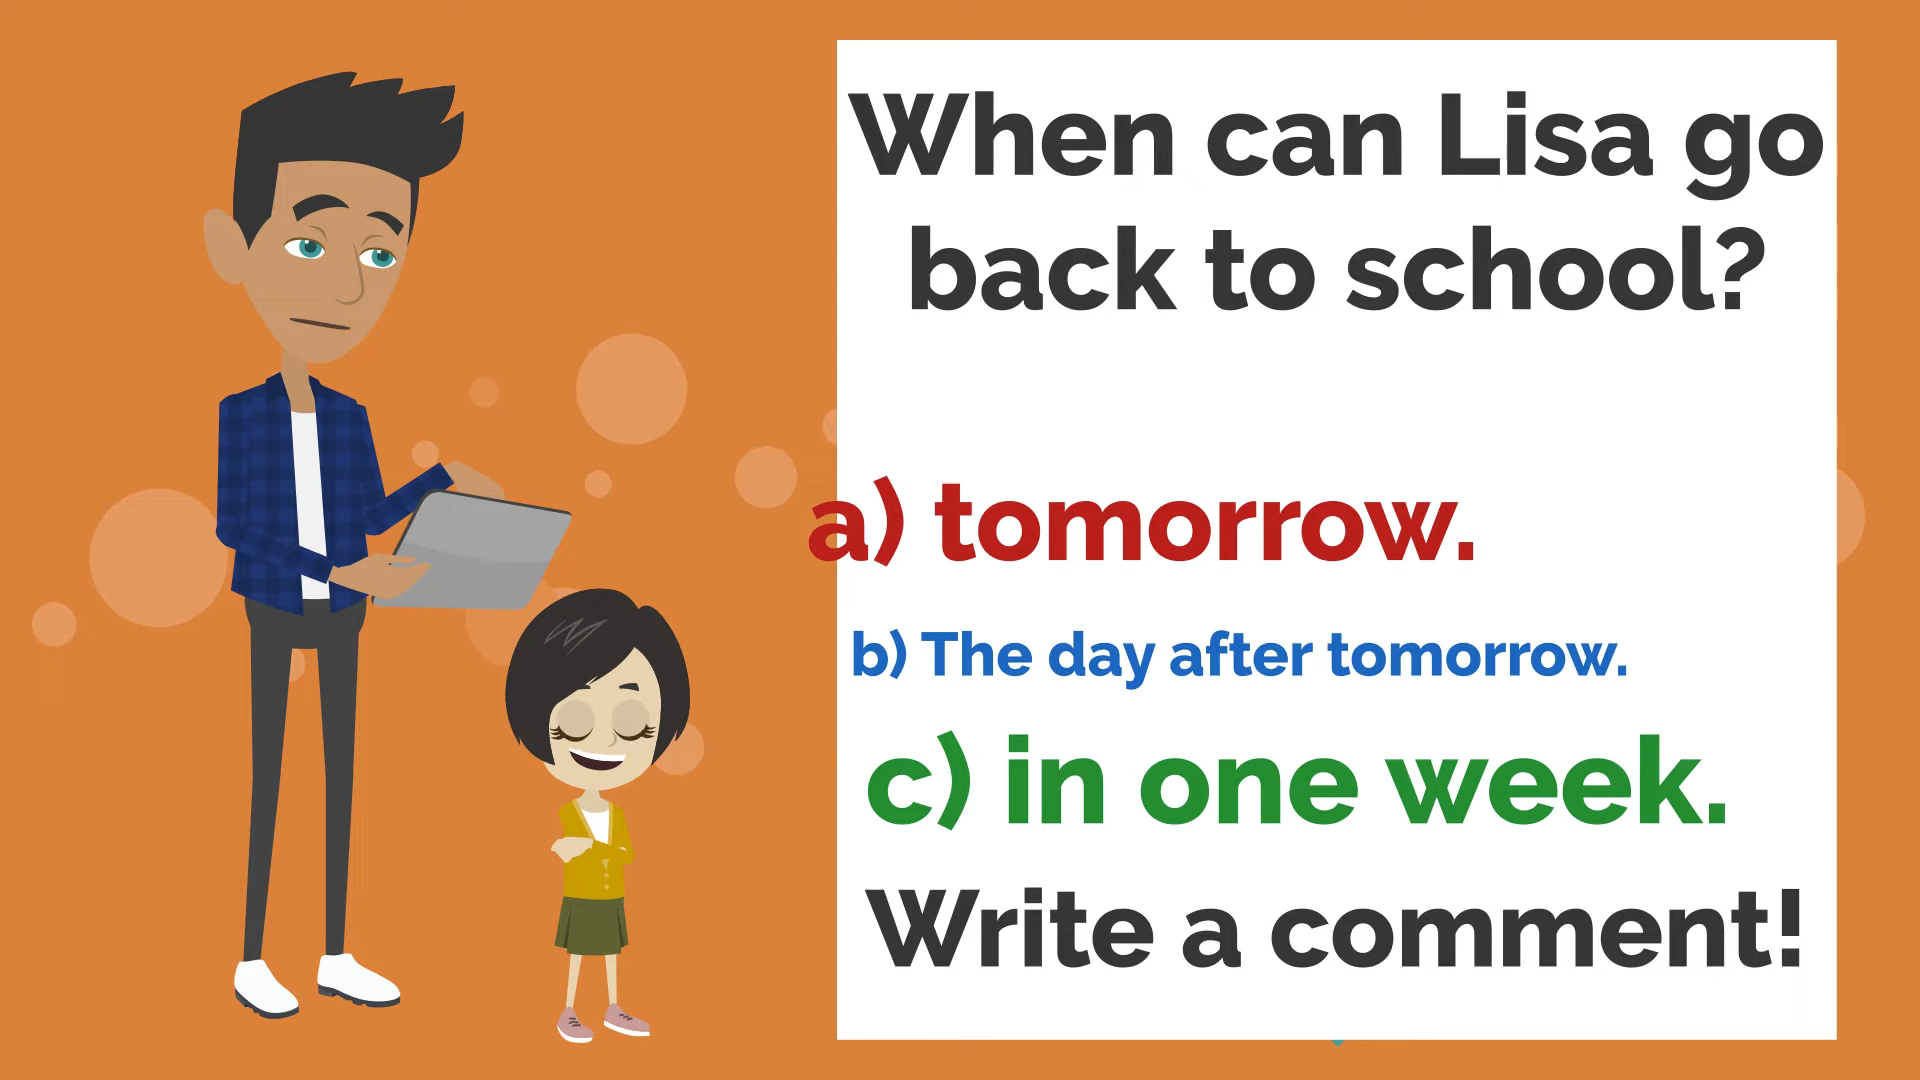 When can Lisa go
back to school?
a) tomorrow.
b) The day after tomorrow.
c) in one week.
Write a comment!